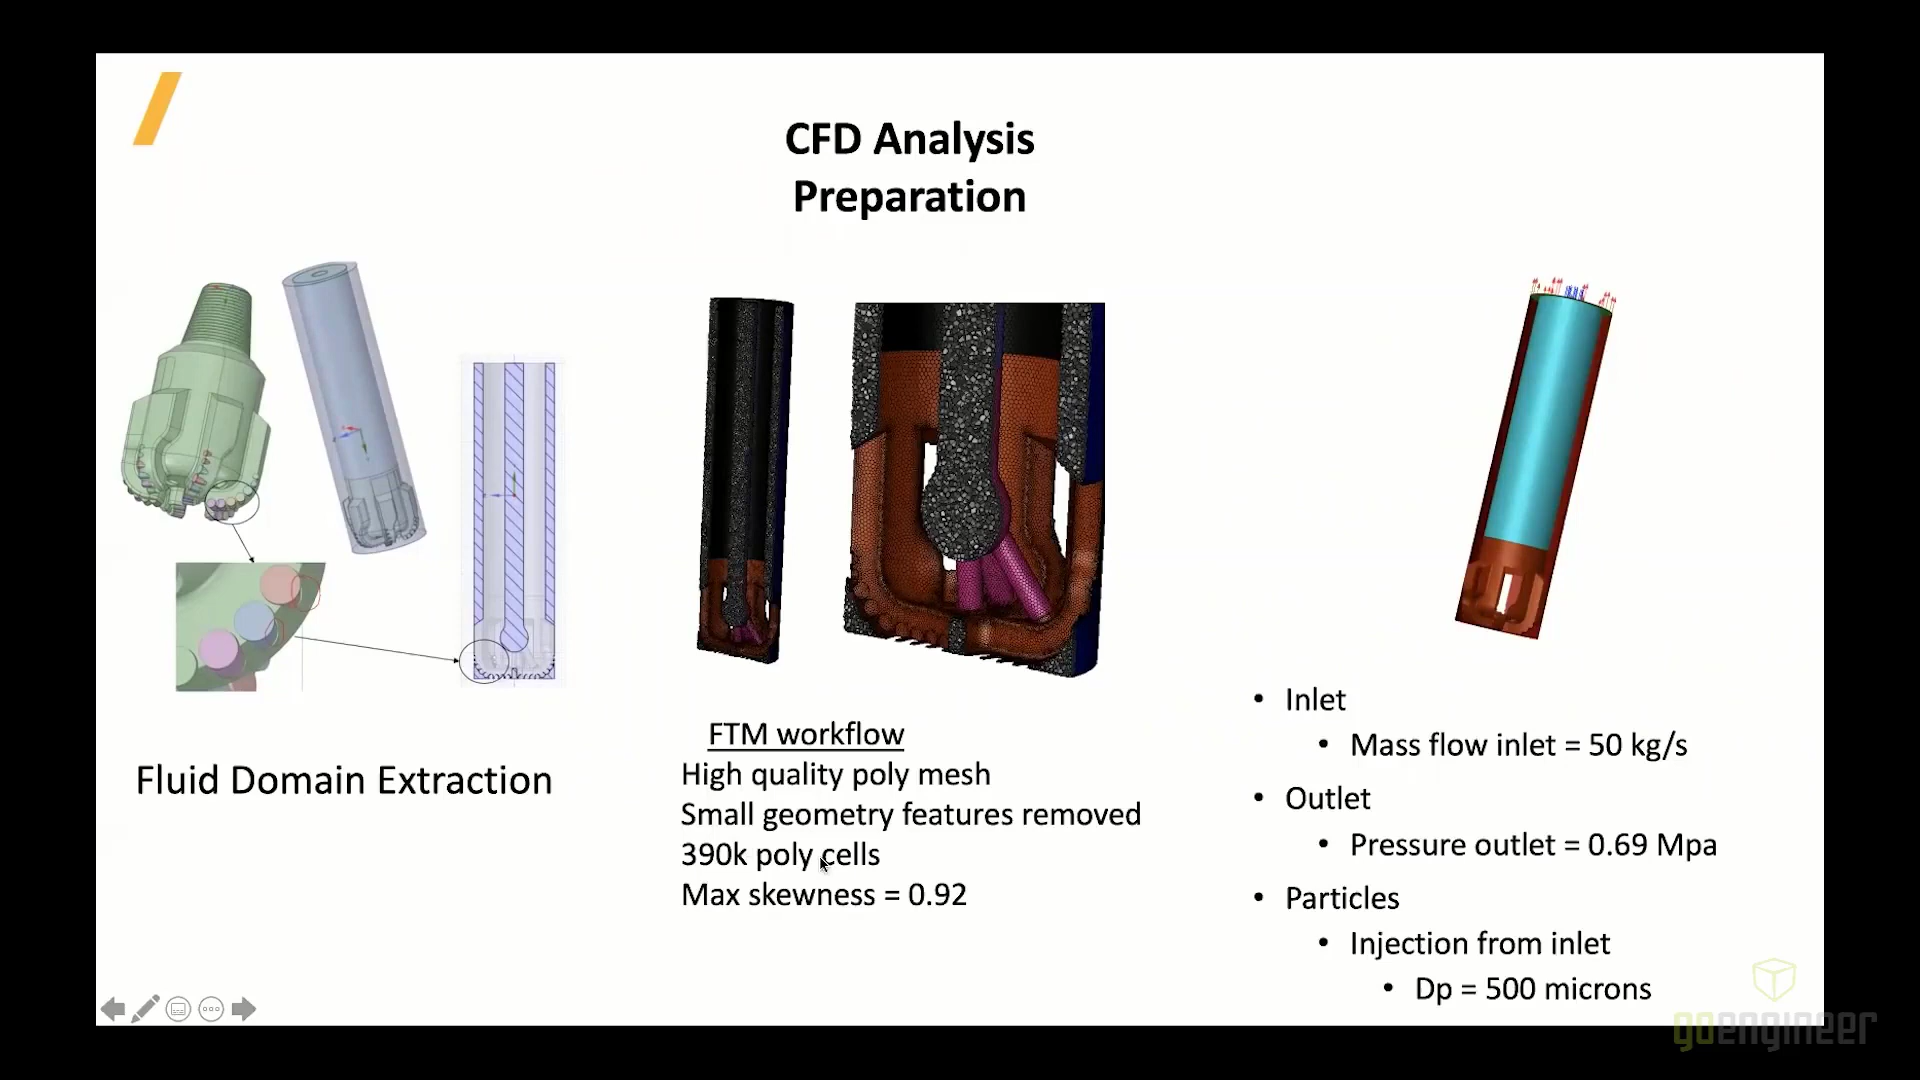 CFD Analysis
Preparation
Fluid Domain Extraction
FTM workflow
High quality poly mesh
Small geometry features removed
390k poly cells
Max skewness = 0.92
• Inlet
• Mass flow inlet = 50 kg/s
• Outlet
• Pressure outlet = 0.69 Mpa
• Particles
• Injection from inlet
• Dp = 500 microns
goengineer